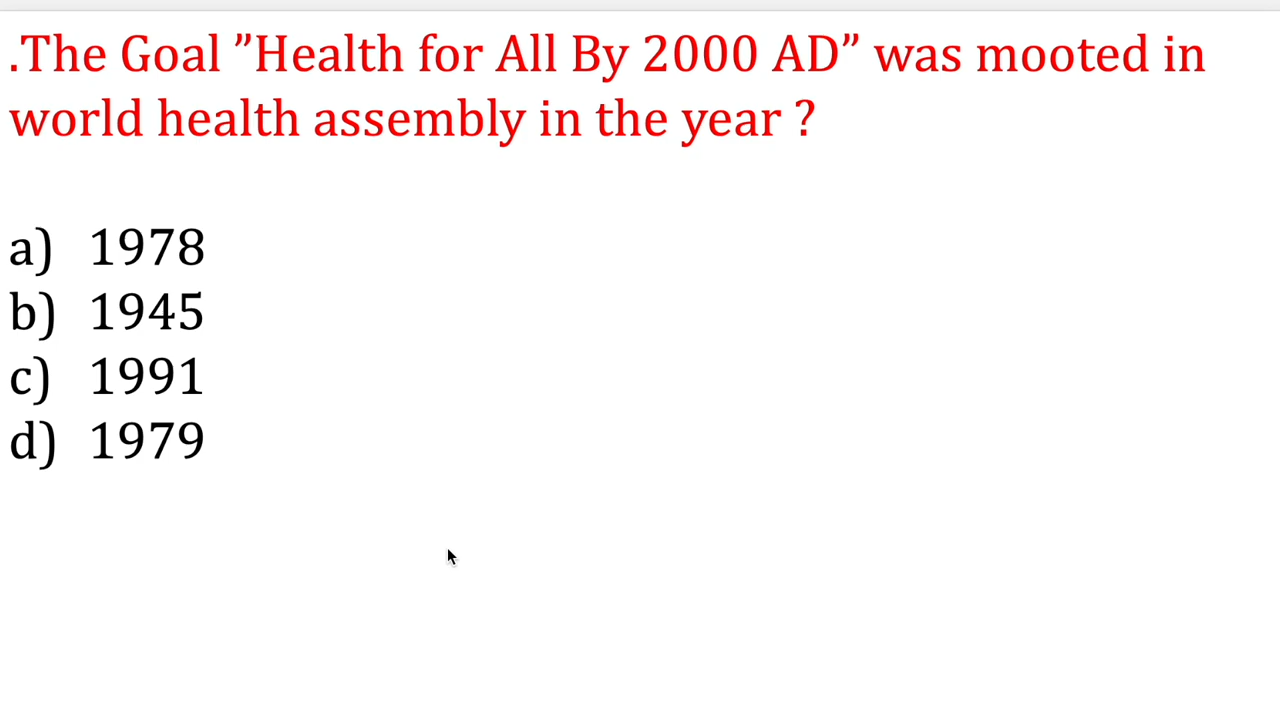 .The Goal ”Health for All By 2000 AD” was mooted in
world health assembly in the year ?
a) 1978
b) 1945
c) 1991
d) 1979